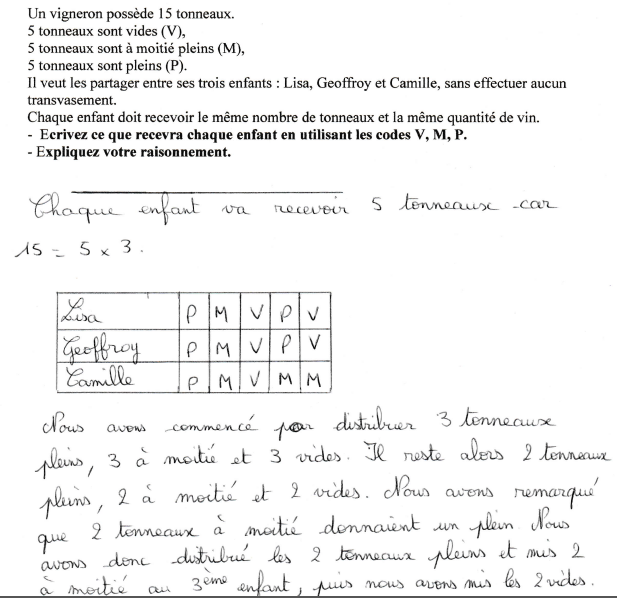 Un vigneron possède 15 tonneaux.
5 tonneaux sont vides (V),
5 tonneaux sont à moitié pleins (M),
5 tonneaux sont pleins (P).
Il veut les partager entre ses trois enfants : Lisa, Geoffroy et Camille, sans effectuer aucun
transvasement.
Chaque enfant doit recevoir le même nombre de tonneaux et la même quantité de vin.
- Ecrivez ce que recevra chaque enfant en utilisant les codes V, M, P.
- Expliquez votre raisonnement.
Chaque enfant va recevoir 5 tonneaux car
15 = 5 x 3.
Lisa P M V P V
Geoffroy P M V P V
Camille P M V M M
Nous avons commencé par distribuer 3 tonneaux
pleins, 3 à moitié et 3 vides. Il reste alors 2 tonneaux
pleins, 2 à moitié et 2 vides. Nous avons remarqué
que 2 tonneaux à moitié donnaient un plein Nous
avons donc distribué les 2 tonneaux pleins et mis 2
à moitié au 3ème enfant, puis nous avons mis les 2 vides.